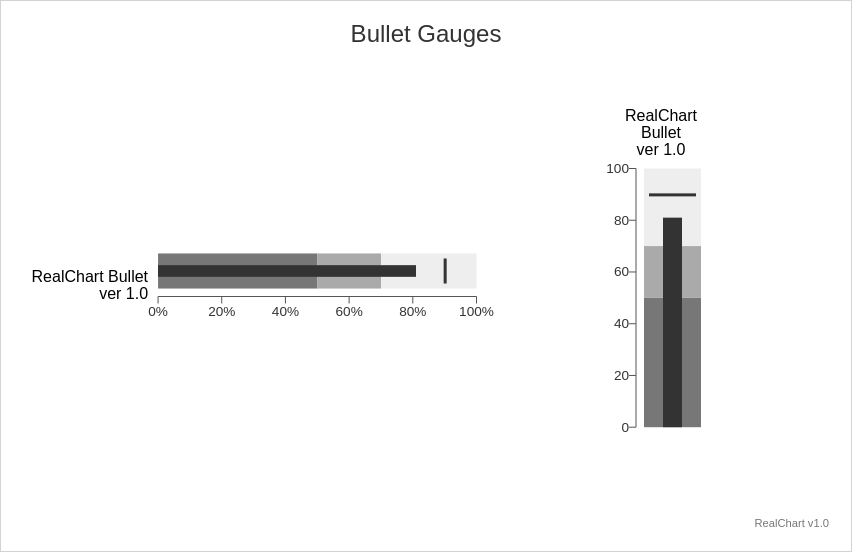 Bullet Gauges
RealChart Bullet
ver 1.0
0%
20%
40%
60%
80%
100%
RealChart
Bullet
ver 1.0
100
80
60
40
20
0
RealChart v1.0